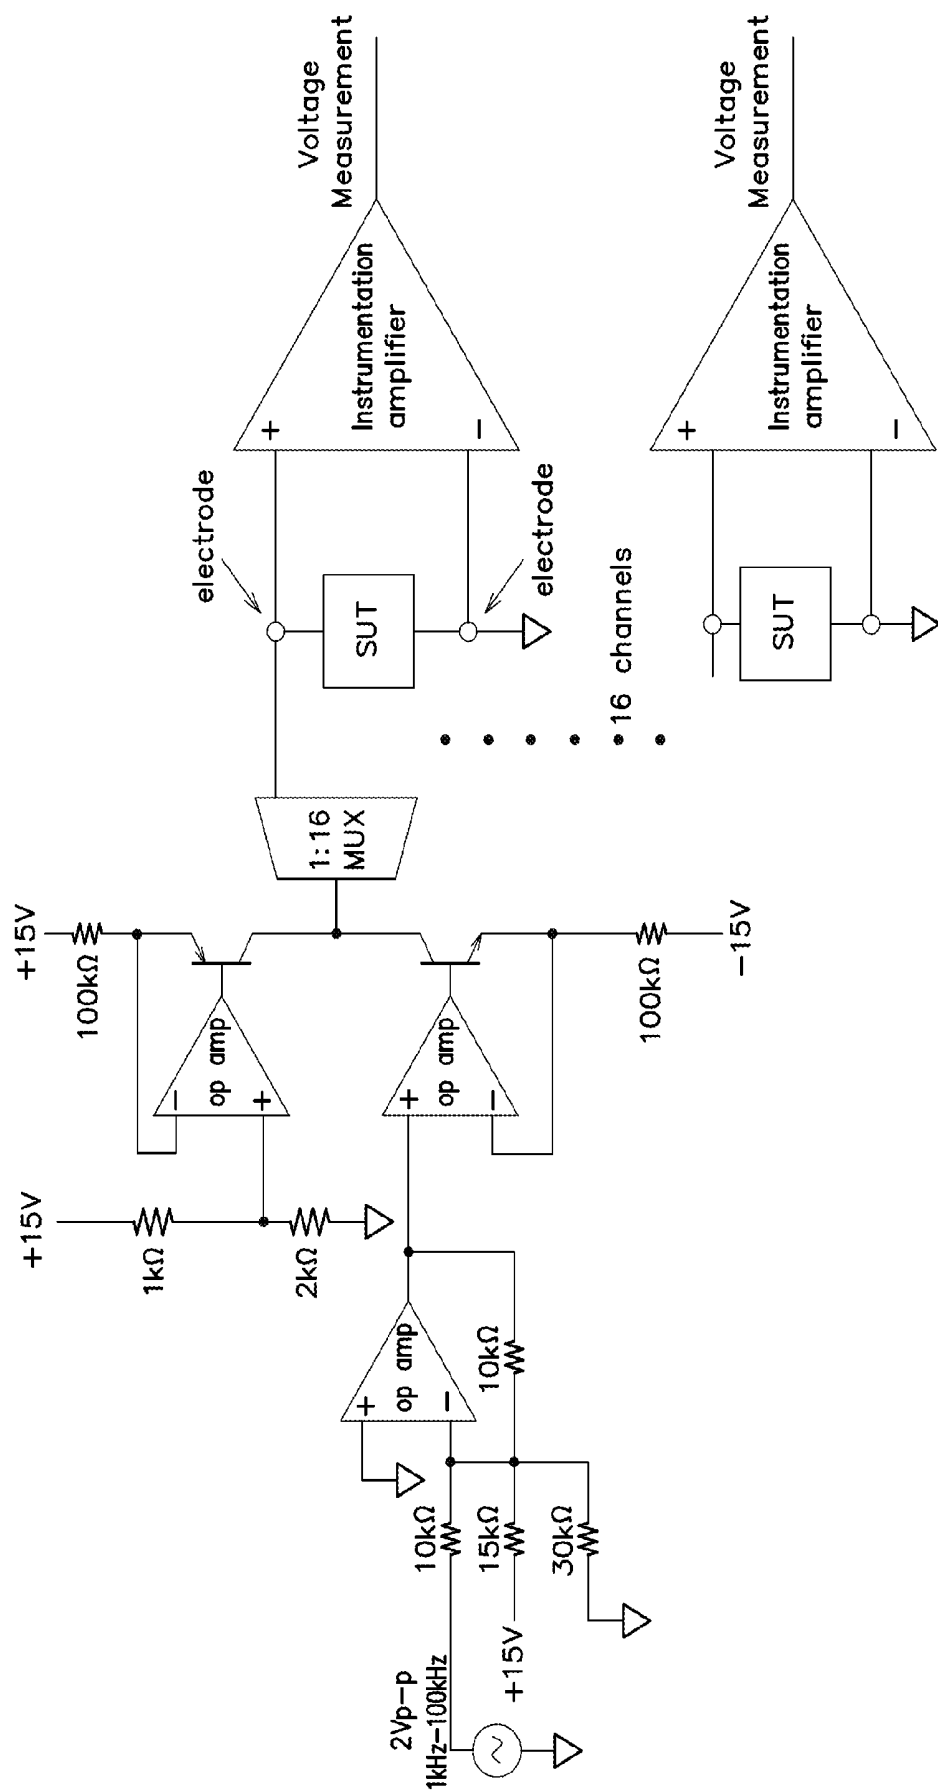 2Vp-p
1kHz-100kHz
10kΩ
+15V
15kΩ
30kΩ
+
-
op amp
10kΩ
+15V
1kΩ
2kΩ
-
+
op amp
+15V
100kΩ
+
-
op amp
100kΩ
-15V
1:16
MUX
electrode
SUT
electrode
+
-
Instrumentation
amplifier
Voltage
Measurement
16 channels
SUT
+
-
Instrumentation
amplifier
Voltage
Measurement